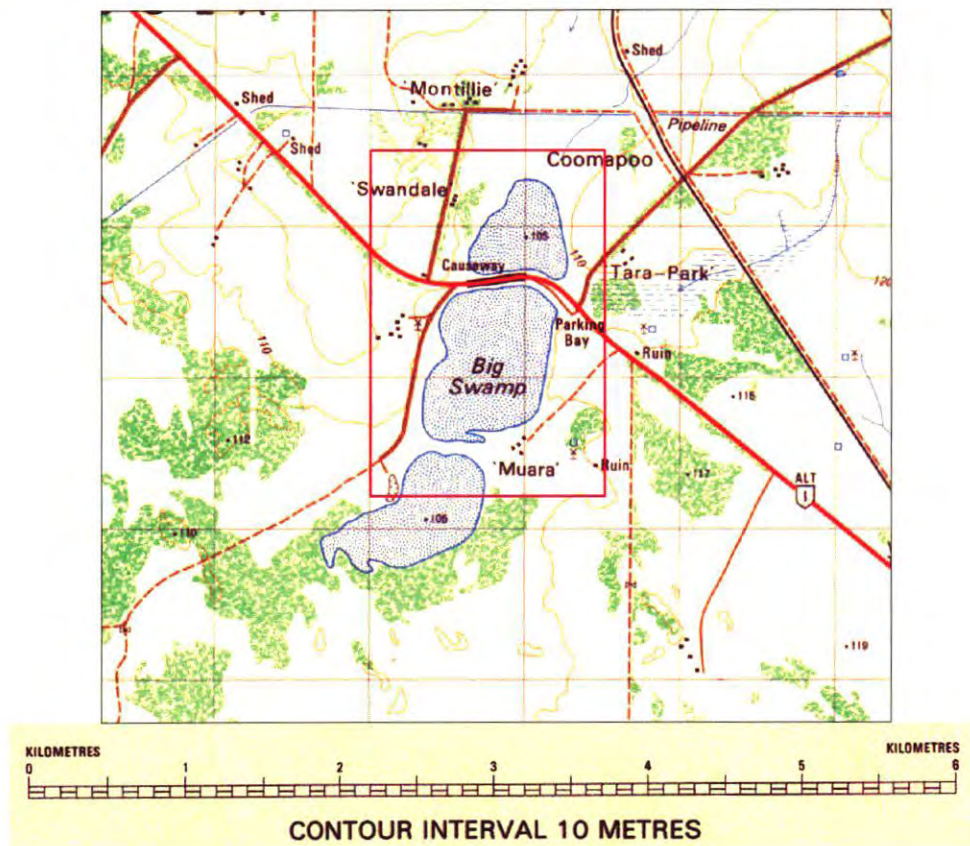 Shed
'Montillie'
Shed
Pipeline
Shed
Coomapoo
'Swandale'
105
110
Causeway
Tara-Park'
120
Parking
Bay
110
Ruin
Big
Swamp
115
112
'Muara'
Ruin
117
ALT
1
106
110
119
KILOMETRES
KILOMETRES
0
1
2
3
4
5
6
CONTOUR INTERVAL 10 METRES